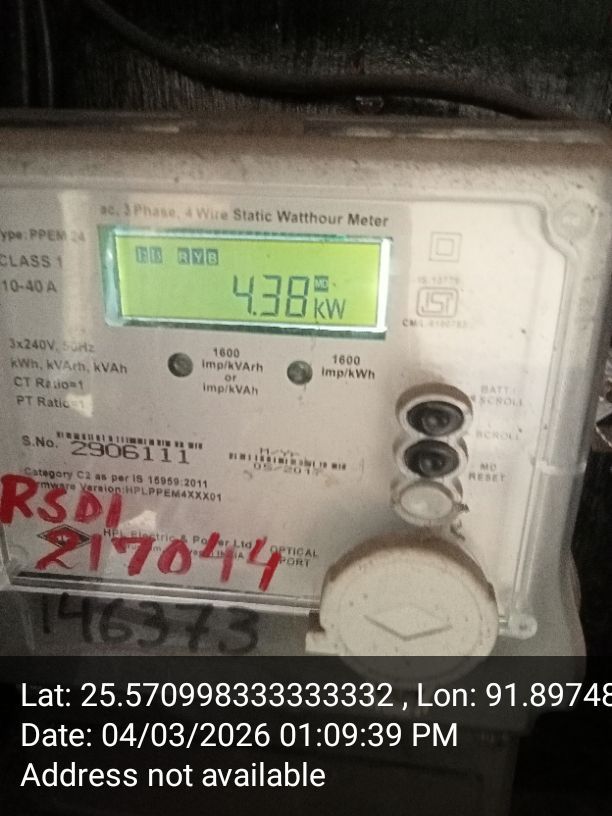 ac, 3 Phase, 4 Wire Static Watthour Meter
Type: PPEM 24
CLASS 1
10-40 A
R Y B
4.38 MD kW
IS 13779
3x240V, 50Hz
kWh, kVArh, kVAh
CT Ratio=1
PT Ratio=1
1600
imp/kVArh
or
imp/kVAh
1600
imp/kWh
BATT.
SCROLL
SCROLL
MD
RESET
S.No.
2906111
M/Yr.
05/2017
Category C2 as per IS 15959:2011
Firmware Version:HPLPPEM4XXX01
RSD1
217044
HPL Electric & Power Ltd.
OPTICAL
PORT
146373
Lat: 25.570998333333332 , Lon: 91.89748
Date: 04/03/2026 01:09:39 PM
Address not available